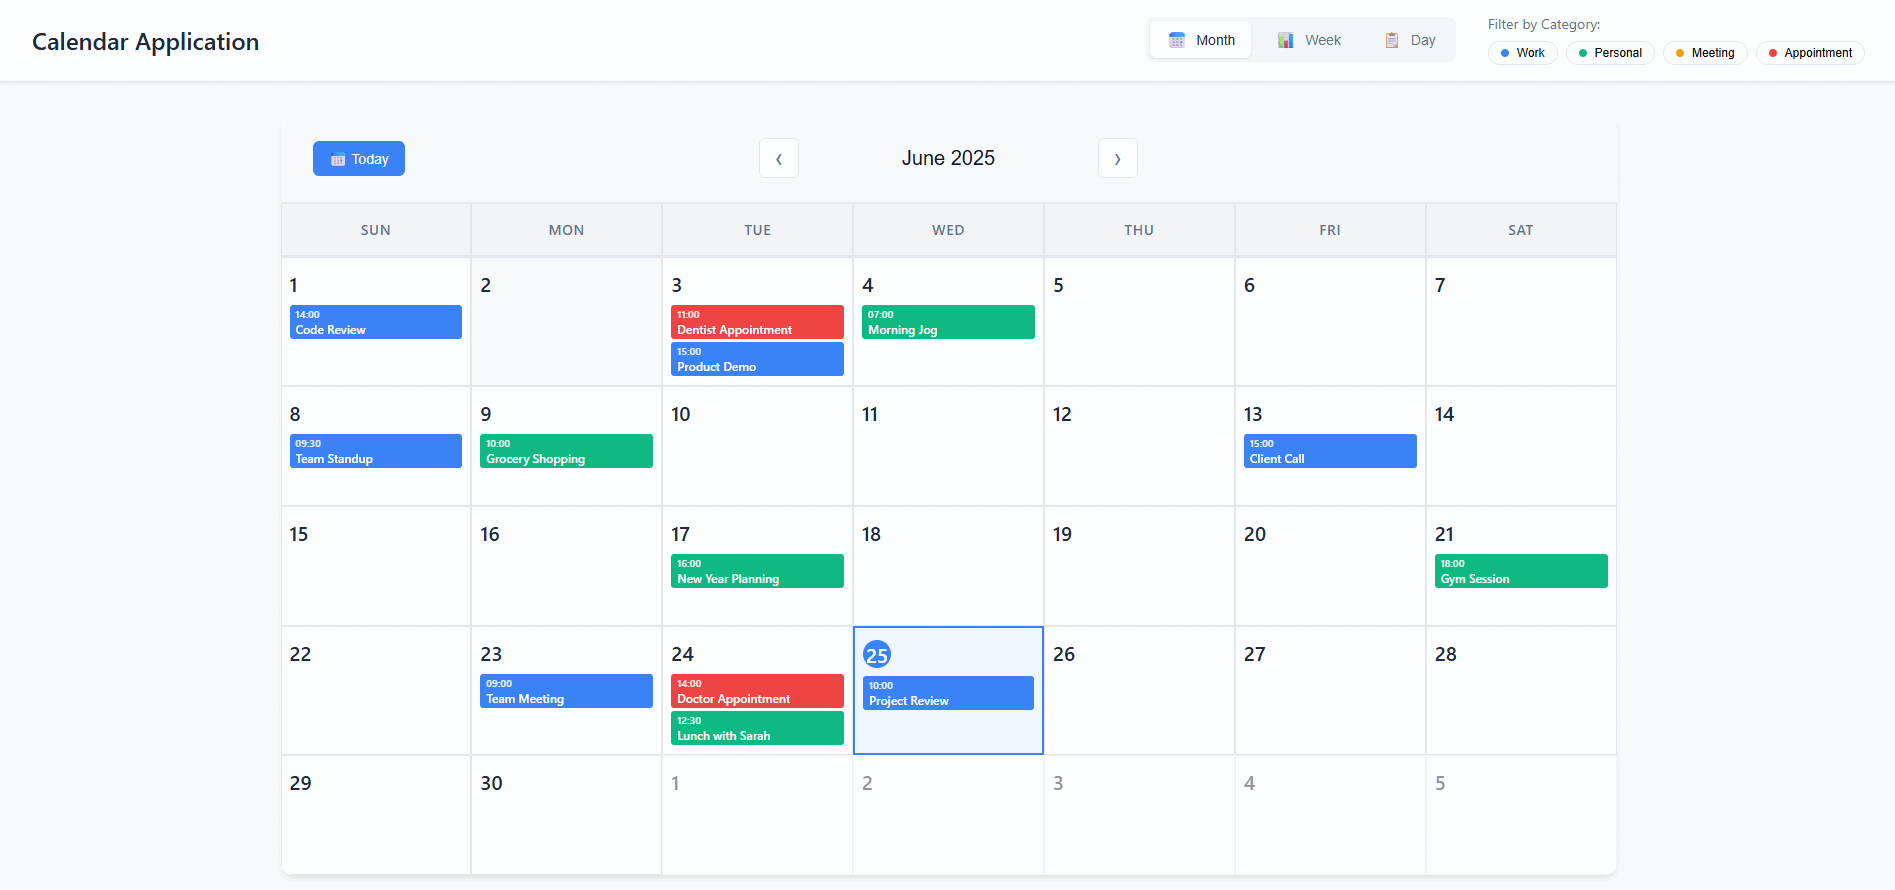 Calendar Application
Month
Week
Day
Filter by Category:
Work
Personal
Meeting
Appointment
Today
‹
June 2025
›
SUN MON TUE WED THU FRI SAT
1
14:00
Code Review
2
3
11:00
Dentist Appointment
15:00
Product Demo
4
07:00
Morning Jog
5
6
7
8
09:30
Team Standup
9
10:00
Grocery Shopping
10
11
12
13
15:00
Client Call
14
15
16
17
16:00
New Year Planning
18
19
20
21
18:00
Gym Session
22
23
09:00
Team Meeting
24
14:00
Doctor Appointment
12:30
Lunch with Sarah
25
10:00
Project Review
26
27
28
29
30
1
2
3
4
5